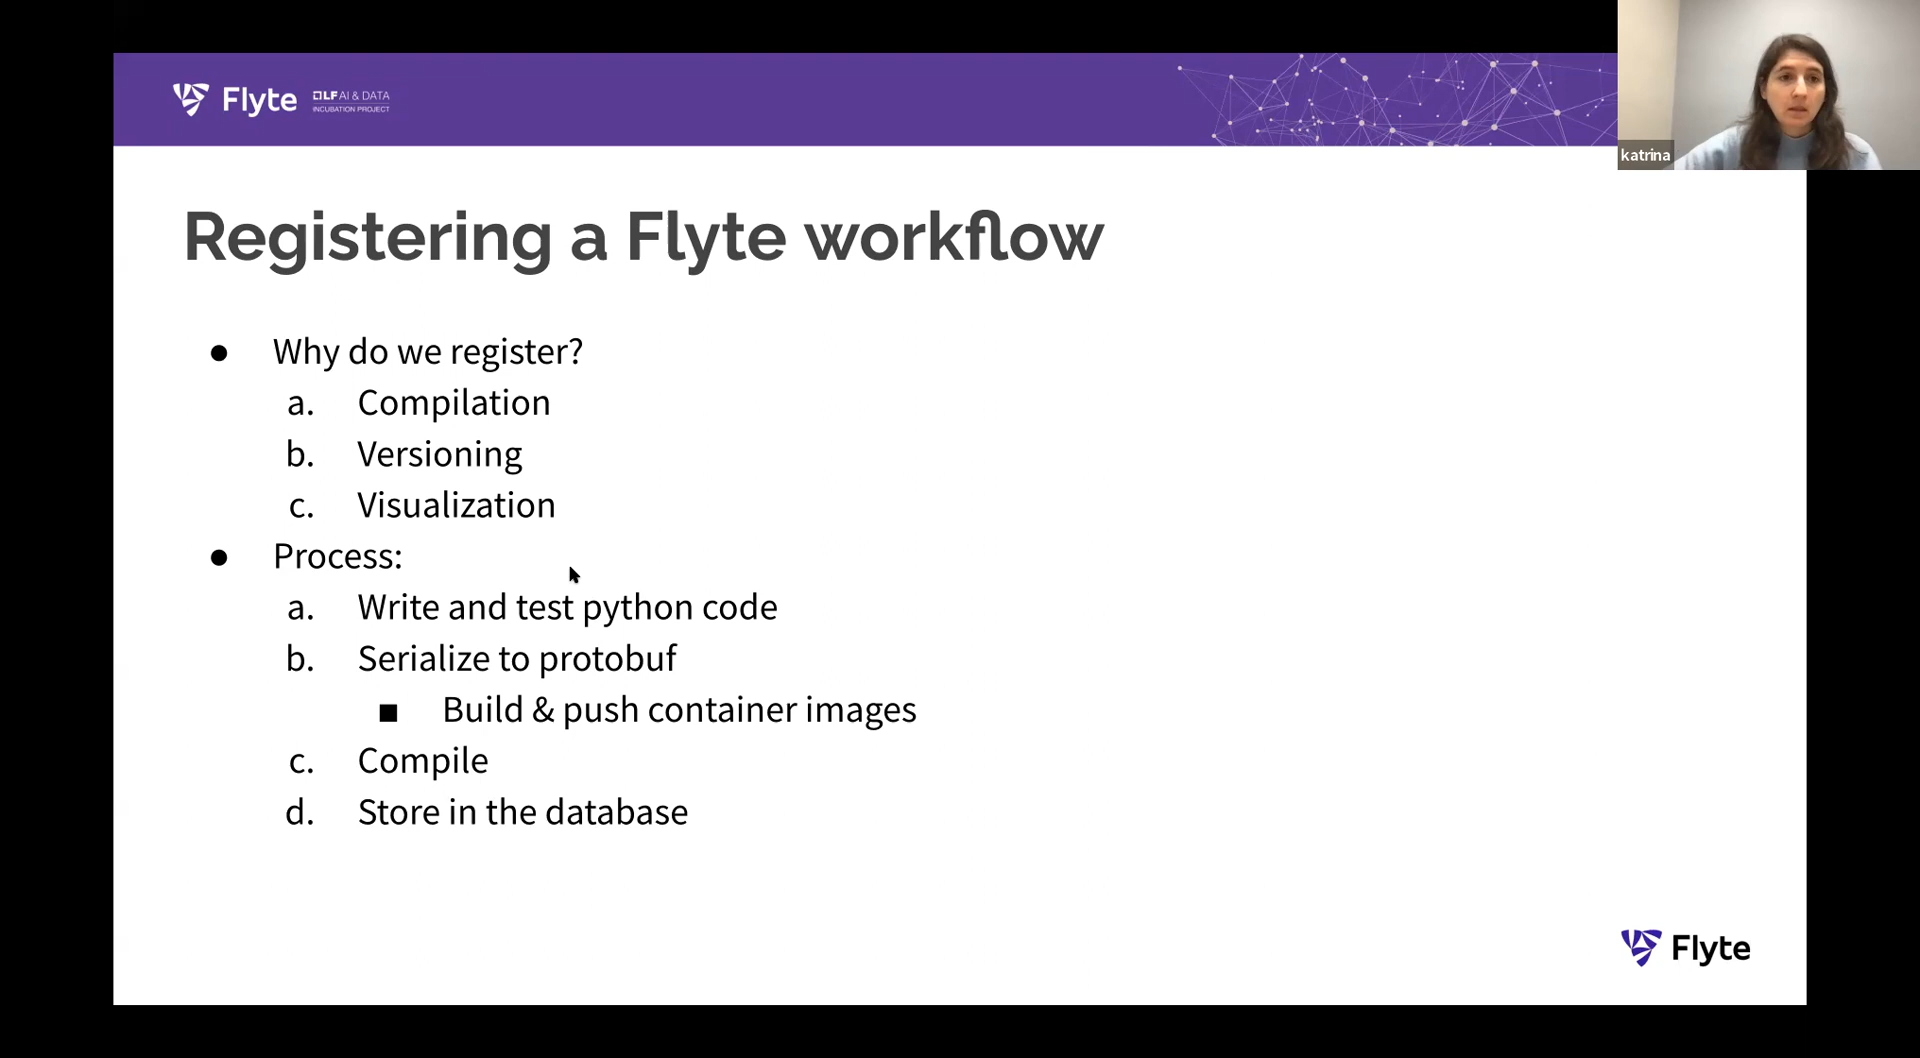 Flyte LF AI & DATA
INCUBATION PROJECT
katrina
Registering a Flyte workflow
● Why do we register?
a. Compilation
b. Versioning
c. Visualization
● Process:
a. Write and test python code
b. Serialize to protobuf
■ Build & push container images
c. Compile
d. Store in the database
Flyte